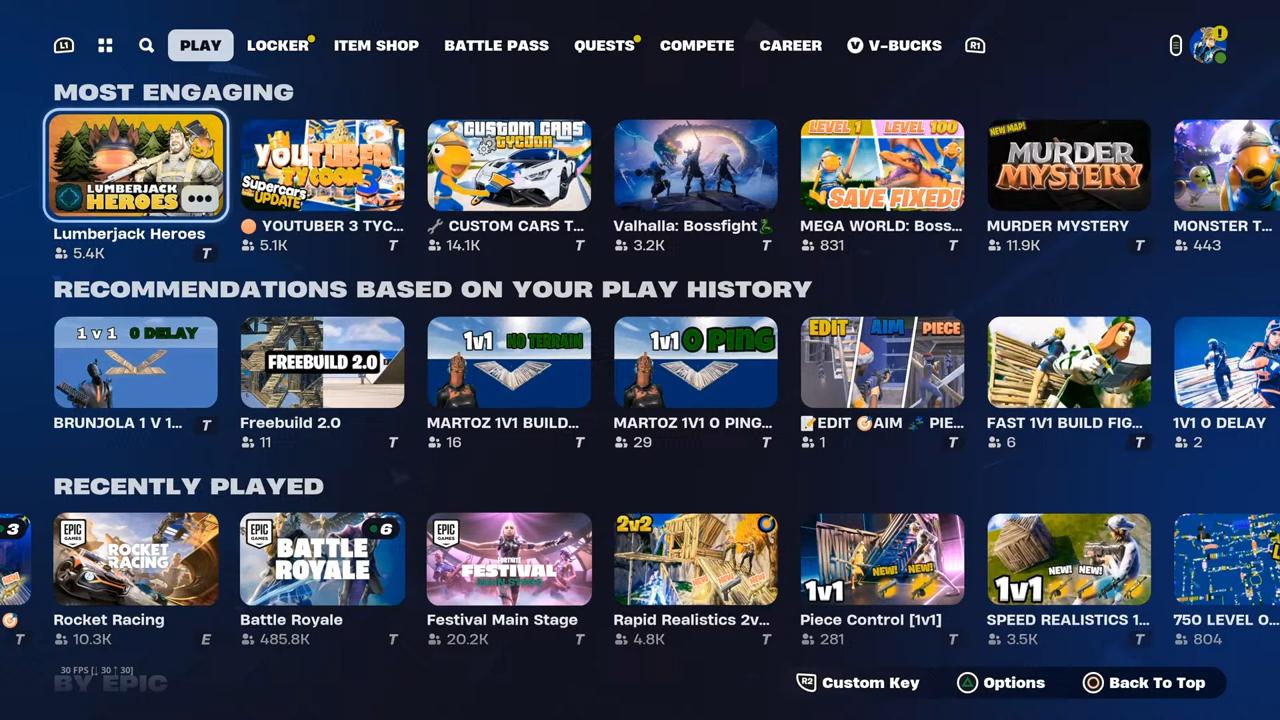 L1 PLAY LOCKER ITEM SHOP BATTLE PASS QUESTS COMPETE CAREER V V-BUCKS R1 !
MOST ENGAGING
LUMBERJACK
HEROES
YOUTUBER
TYCOON 3
Supercars
UPDATE
CUSTOM CARS
TYCOON
LEVEL 1 LEVEL 100
SAVE FIXED!
NEW MAP!
MURDER
MYSTERY
Lumberjack Heroes
5.4K T
YOUTUBER 3 TYC...
5.1K T
CUSTOM CARS T...
14.1K T
Valhalla: Bossfight
3.2K T
MEGA WORLD: Boss...
831 T
MURDER MYSTERY
11.9K T
MONSTER T...
443
RECOMMENDATIONS BASED ON YOUR PLAY HISTORY
1 v 1 0 DELAY
FREEBUILD 2.0
1v1 NO TERRAIN
1v1 0 PING
EDIT AIM PIECE
BRUNJOLA 1 V 1...
T
Freebuild 2.0
11 T
MARTOZ 1V1 BUILD...
16 T
MARTOZ 1V1 0 PING...
29 T
EDIT AIM PIE...
1 T
FAST 1V1 BUILD FIG...
6 T
1V1 0 DELAY
2
RECENTLY PLAYED
3
T
EPIC
GAMES
ROCKET
RACING
EPIC
GAMES
6
BATTLE
ROYALE
EPIC
GAMES
FORTNITE
FESTIVAL
MAIN STAGE
2v2
1v1 NEW! NEW!
1v1 NEW! NEW!
Rocket Racing
10.3K E
Battle Royale
485.8K T
Festival Main Stage
20.2K T
Rapid Realistics 2v...
4.8K T
Piece Control [1v1]
281 T
SPEED REALISTICS 1...
3.5K T
750 LEVEL O...
804
30 FPS [↓ 30 ↑ 30]
BY EPIC
R2 Custom Key Options Back To Top